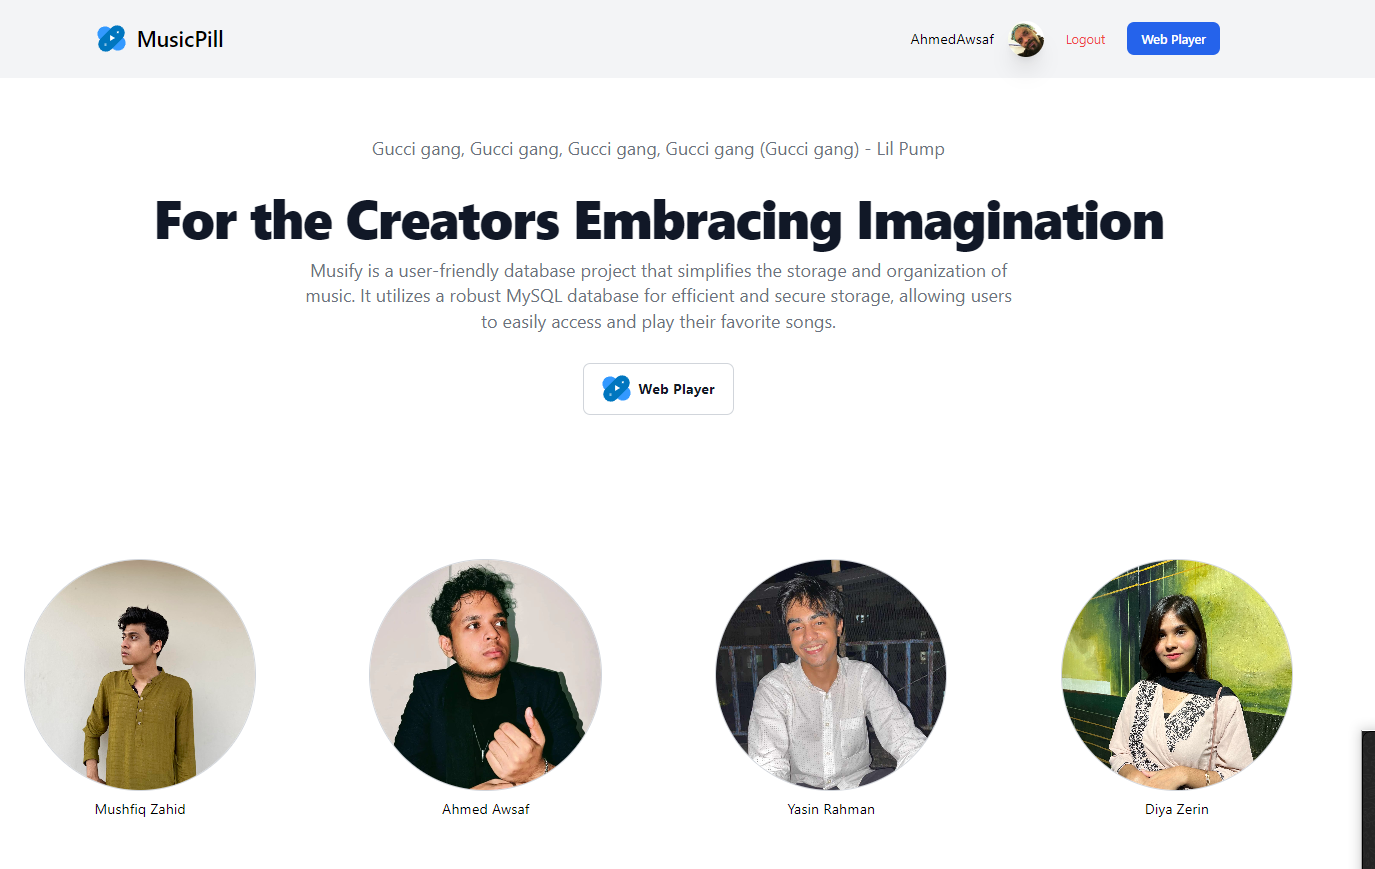 MusicPill
AhmedAwsaf
Logout
Web Player
Gucci gang, Gucci gang, Gucci gang, Gucci gang (Gucci gang) - Lil Pump
For the Creators Embracing Imagination
Musify is a user-friendly database project that simplifies the storage and organization of
music. It utilizes a robust MySQL database for efficient and secure storage, allowing users
to easily access and play their favorite songs.
Web Player
Mushfiq Zahid
Ahmed Awsaf
Yasin Rahman
Diya Zerin